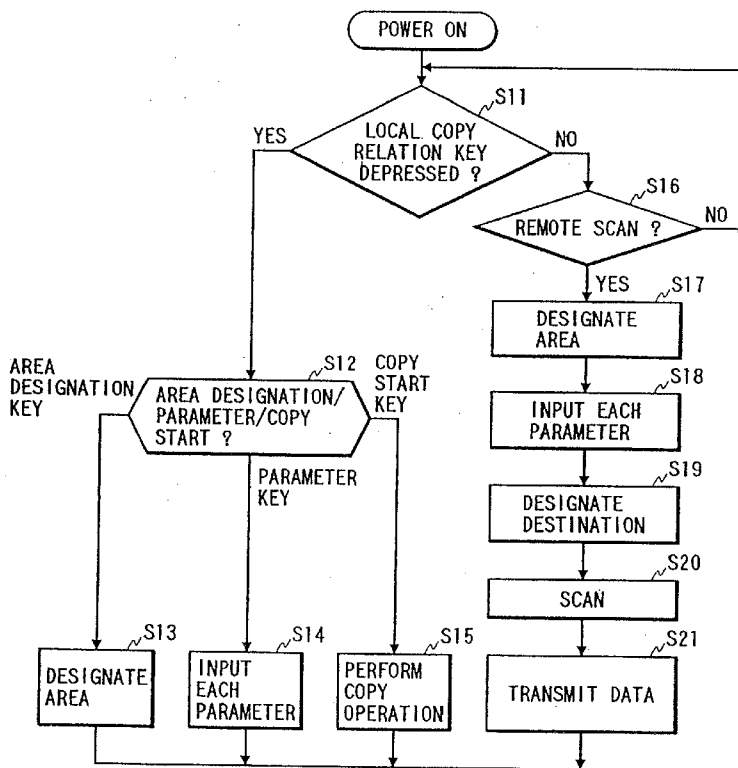 POWER ON
S11
YES
LOCAL COPY
RELATION KEY
DEPRESSED ?
NO
S16
REMOTE SCAN ?
NO
YES
S17
DESIGNATE
AREA
AREA
DESIGNATION
KEY
S12
AREA DESIGNATION/
PARAMETER/COPY
START ?
COPY
START
KEY
S18
INPUT EACH
PARAMETER
PARAMETER
KEY
S19
DESIGNATE
DESTINATION
S20
SCAN
S13
DESIGNATE
AREA
S14
INPUT
EACH
PARAMETER
S15
PERFORM
COPY
OPERATION
S21
TRANSMIT DATA